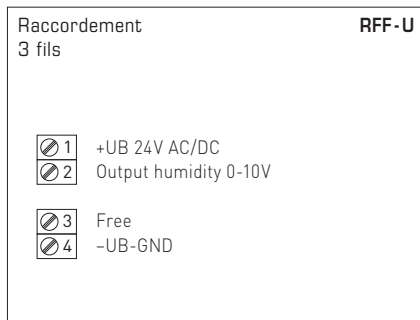 Raccordement RFF-U
3 fils
1 +UB 24V AC/DC
2 Output humidity 0-10V
3 Free
4 –UB-GND